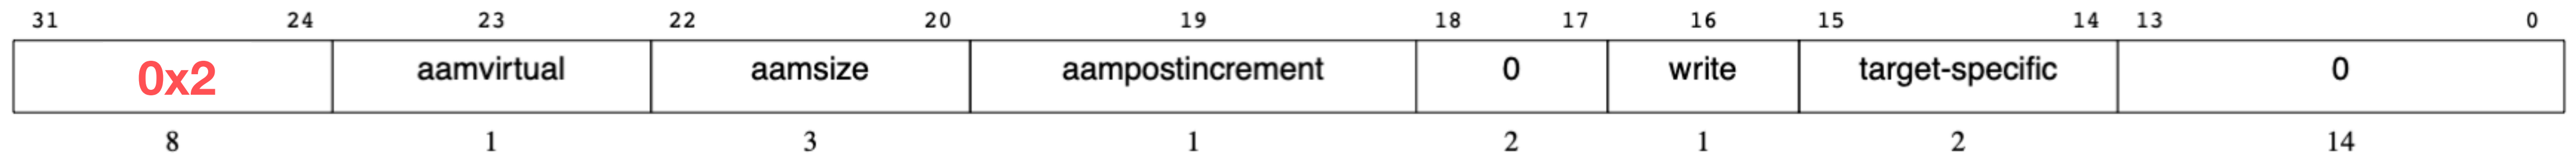 31 24 23 22 20 19 18 17 16 15 14 13 0
0x2 aamvirtual aamsize aampostincrement 0 write target-specific 0
8 1 3 1 2 1 2 14